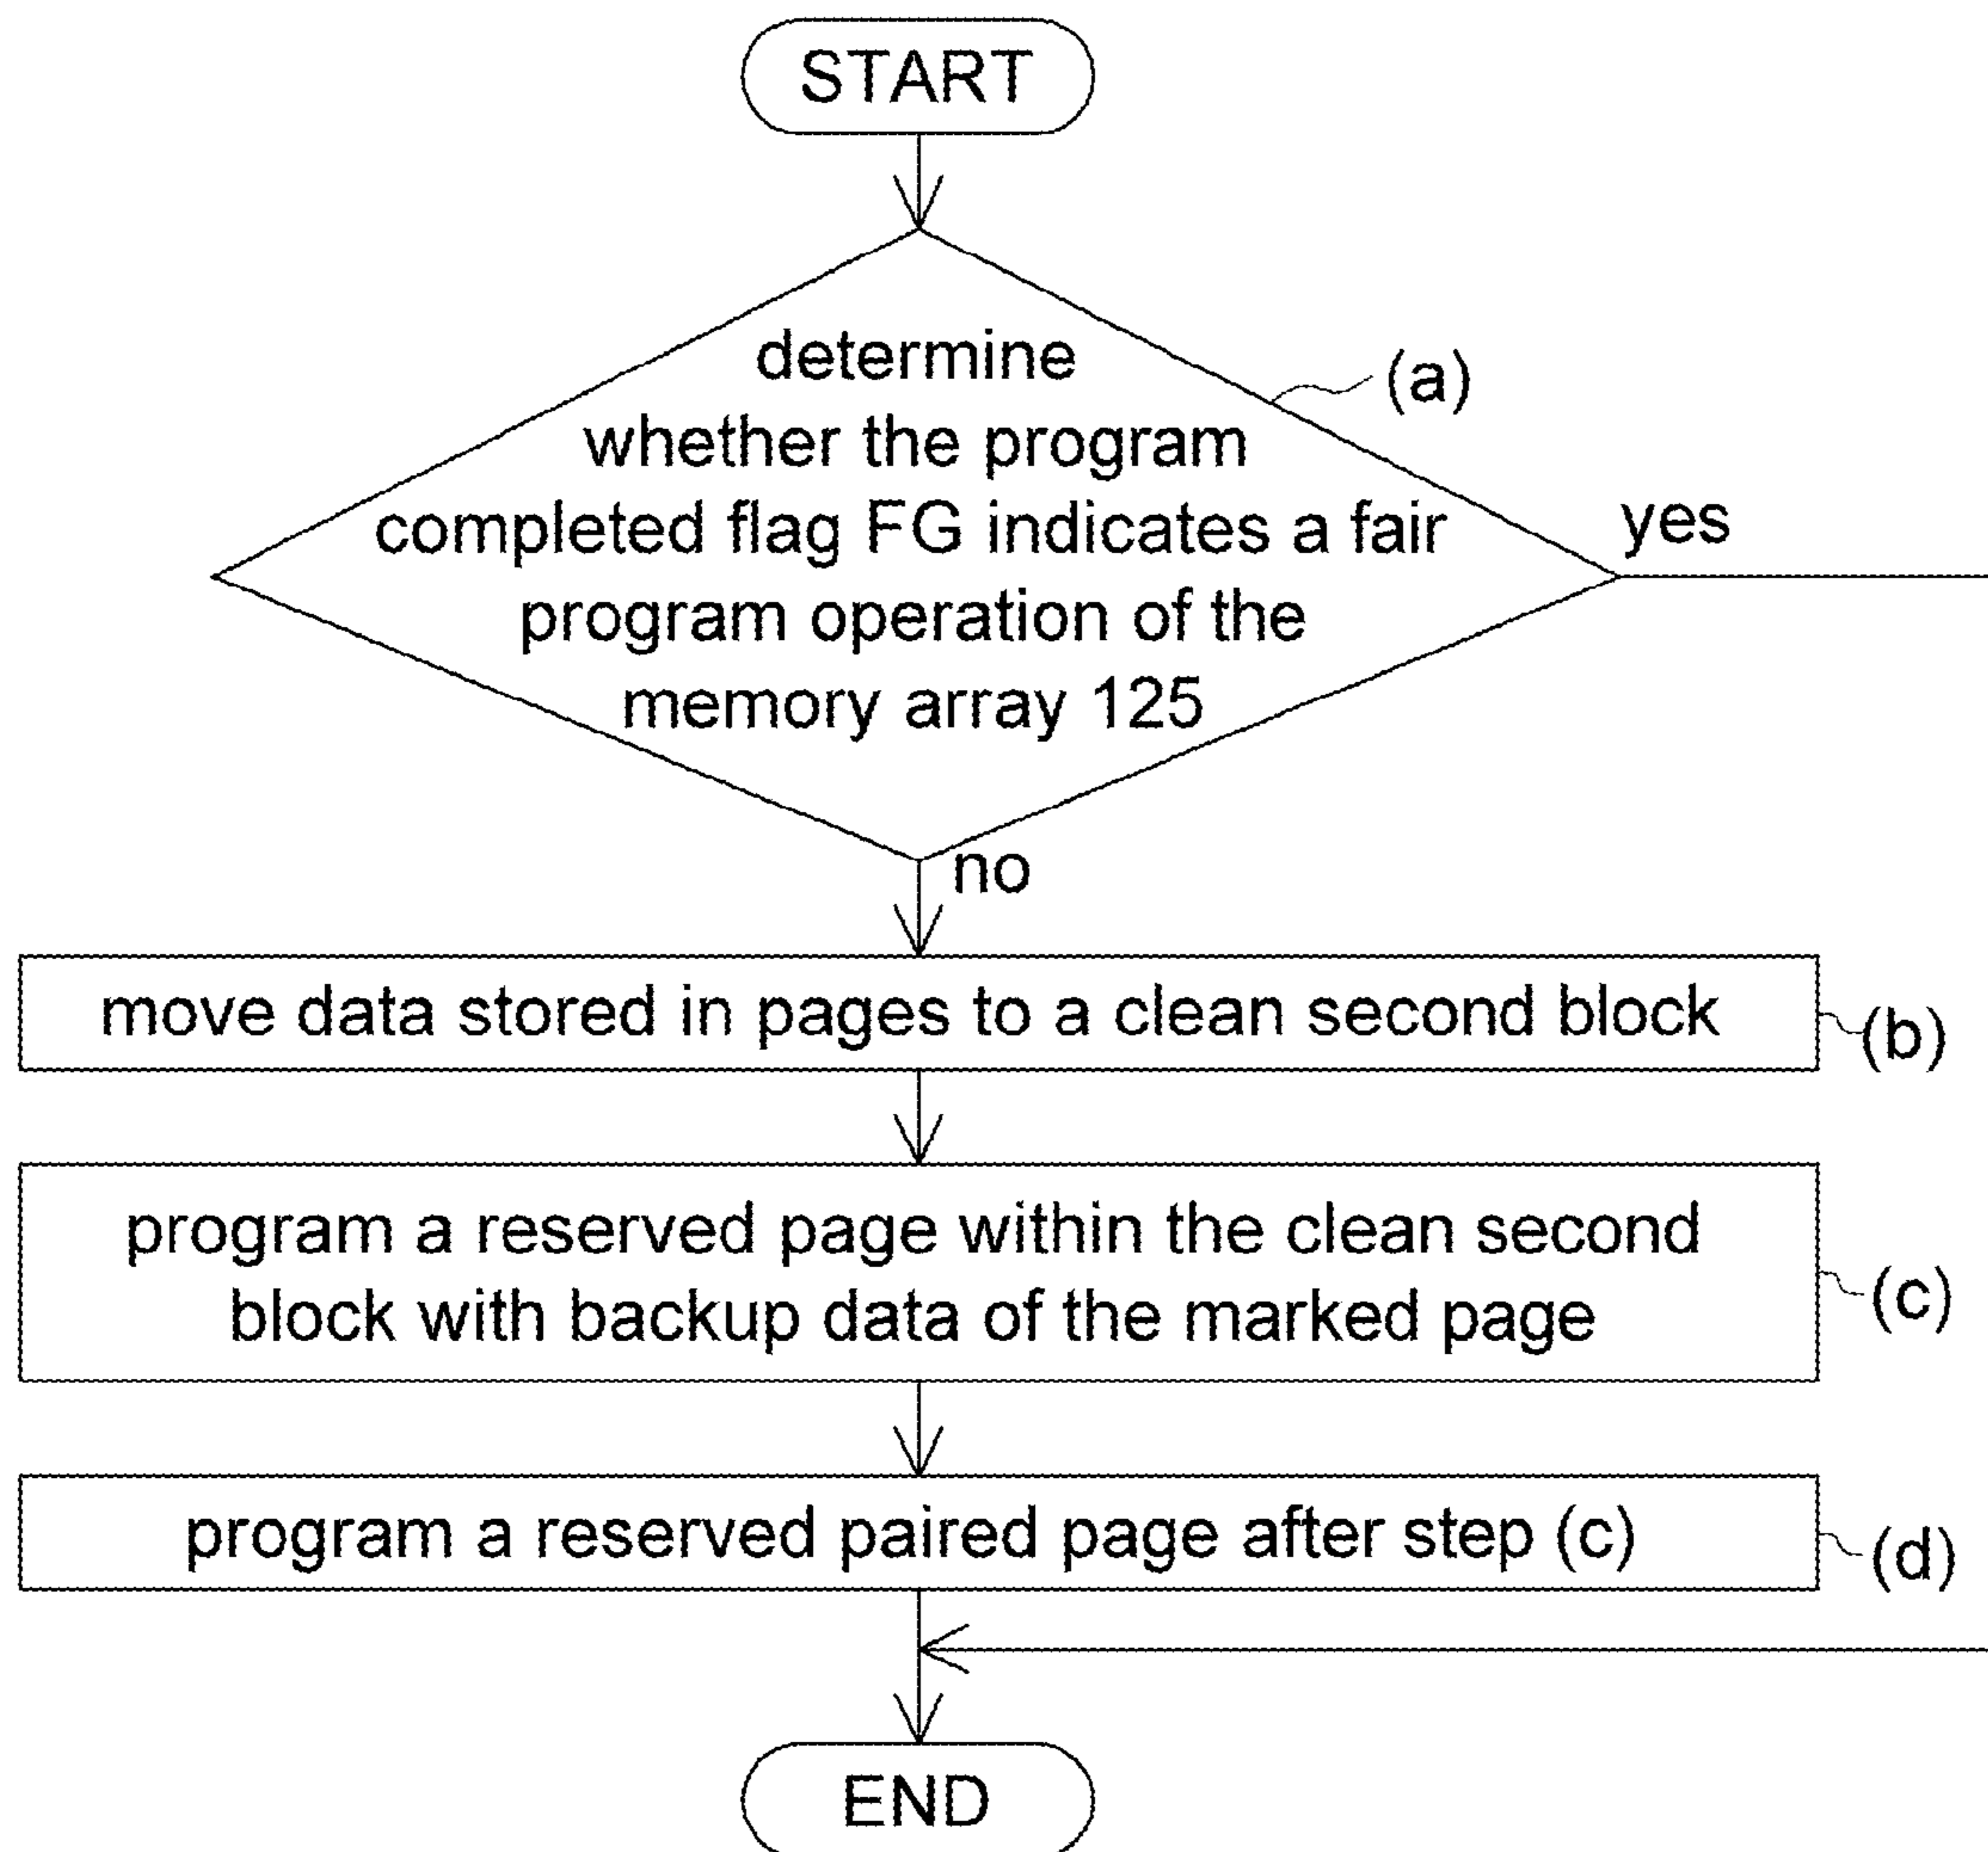 START
determine
whether the program
completed flag FG indicates a fair
program operation of the
memory array 125
(a)
yes
no
move data stored in pages to a clean second block
(b)
program a reserved page within the clean second
block with backup data of the marked page
(c)
program a reserved paired page after step (c)
(d)
END